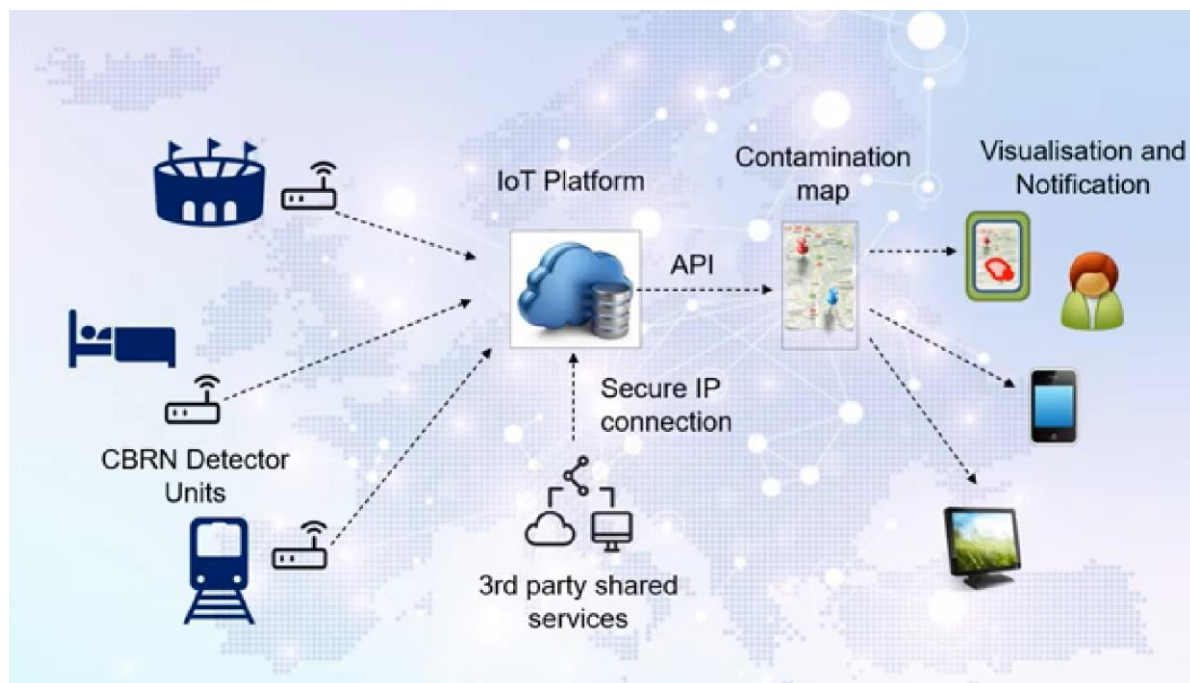 IoT Platform
Contamination
map
Visualisation and
Notification
API
Secure IP
connection
CBRN Detector
Units
3rd party shared
services